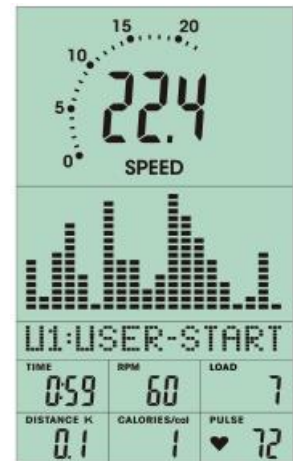 15 20
10
5
0
22.4
SPEED
U1:USER-START
TIME RPM LOAD
0:59 60 7
DISTANCE K CALORIES/cal PULSE
0.1 1 72